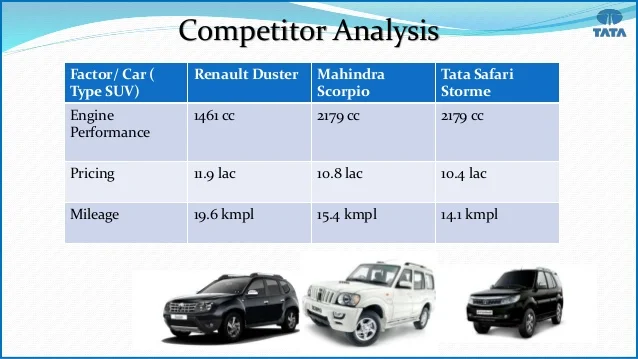 Competitor Analysis
TATA
Factor/ Car ( Renault Duster Mahindra Tata Safari
Type SUV) Scorpio Storme
Engine 1461 cc 2179 cc 2179 cc
Performance
Pricing 11.9 lac 10.8 lac 10.4 lac
Mileage 19.6 kmpl 15.4 kmpl 14.1 kmpl